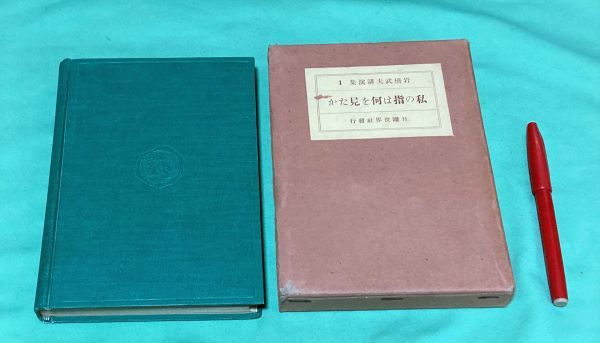 岩橋武夫講演集 1
私の指は何を見たか
日曜世界社発行